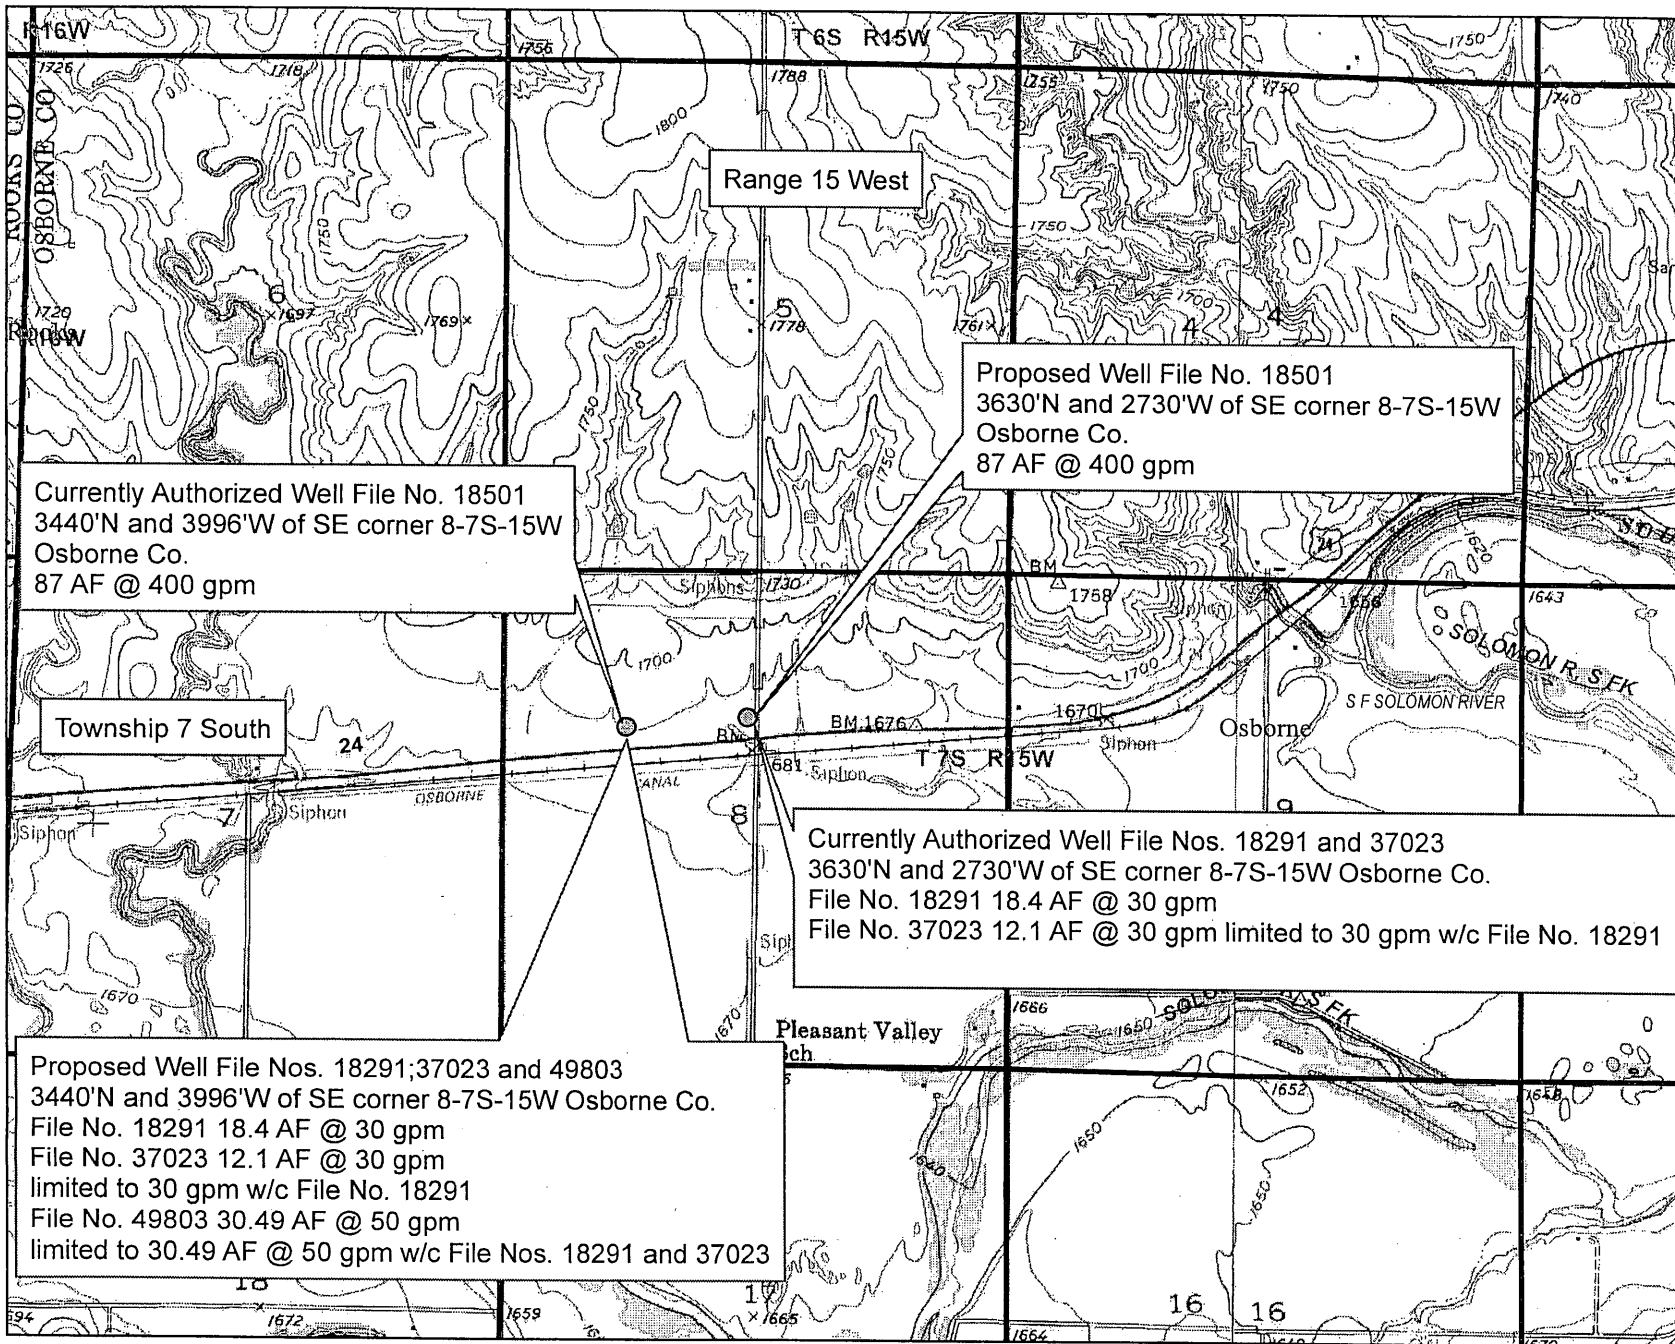 R16W
T 6S R15W
1756
1750
1726
1718
1788
1755
1750
1740
ROOKS CO
OSBORNE CO
1800
Range 15 West
1750
1750
6
1697
1720
1769
5
1778
1761
1700
4
4
R16W
Proposed Well File No. 18501
3630'N and 2730'W of SE corner 8-7S-15W
Osborne Co.
87 AF @ 400 gpm
1750
1750
Currently Authorized Well File No. 18501
3440'N and 3996'W of SE corner 8-7S-15W
Osborne Co.
87 AF @ 400 gpm
24
1620
Siphons
1730
BM
1758
Siphon
1656
1643
SOLOMON R, S FK
1700
1700
S F SOLOMON RIVER
Township 7 South
24
BM
BM 1676
1670
Siphon
Osborne
681
Siphon
T 7S R15W
OSBORNE
CANAL
Siphon
7
Siphon
8
9
Currently Authorized Well File Nos. 18291 and 37023
3630'N and 2730'W of SE corner 8-7S-15W Osborne Co.
File No. 18291 18.4 AF @ 30 gpm
File No. 37023 12.1 AF @ 30 gpm limited to 30 gpm w/c File No. 18291
1670
1670
Pleasant Valley
Sch
1666
1650
S FK
Proposed Well File Nos. 18291;37023 and 49803
3440'N and 3996'W of SE corner 8-7S-15W Osborne Co.
File No. 18291 18.4 AF @ 30 gpm
File No. 37023 12.1 AF @ 30 gpm
limited to 30 gpm w/c File No. 18291
File No. 49803 30.49 AF @ 50 gpm
limited to 30.49 AF @ 50 gpm w/c File Nos. 18291 and 37023
1652
1648
1650
1640
1650
18
17
1665
16
16
1672
1659
1664